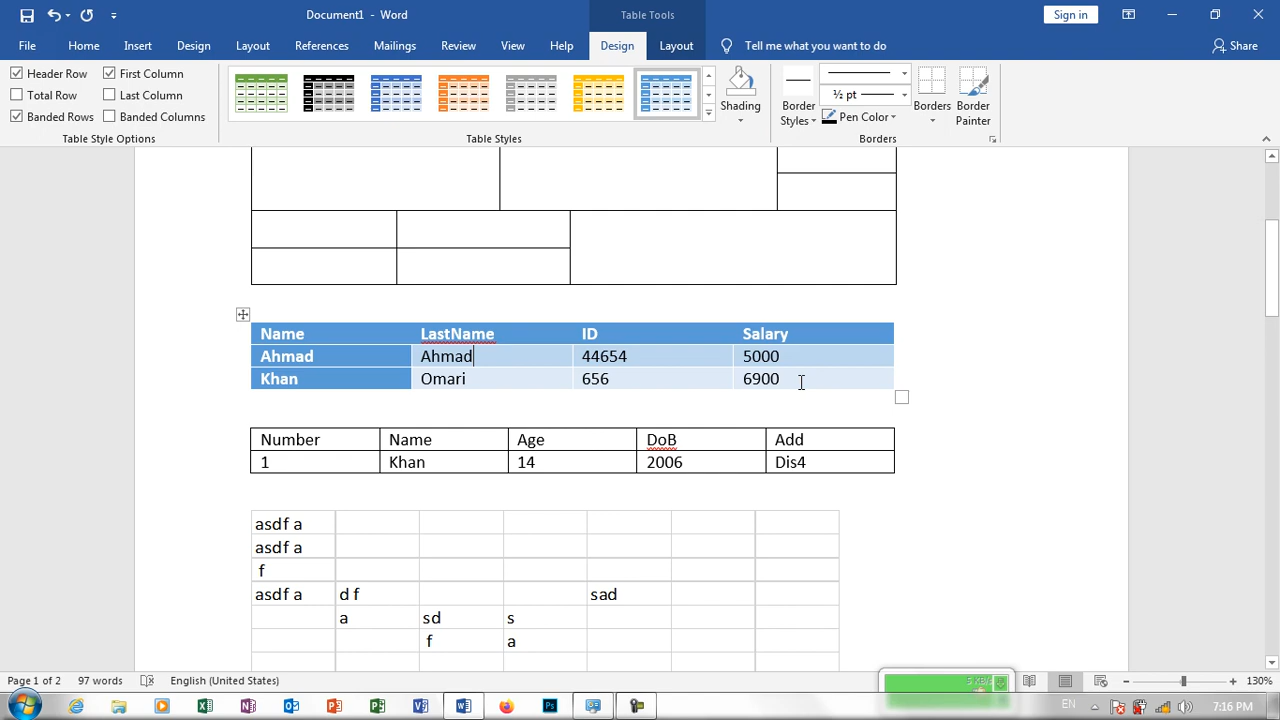 Document1 - Word
Table Tools
Sign in
File
Home
Insert
Design
Layout
References
Mailings
Review
View
Help
Design
Layout
Tell me what you want to do
Share
Header Row
First Column
Total Row
Last Column
Banded Rows
Banded Columns
Table Style Options
Table Styles
Shading
Border Styles
½ pt
Pen Color
Borders
Border Painter
Borders
Name LastName ID Salary
Ahmad Ahmad 44654 5000
Khan Omari 656 6900
Number Name Age DoB Add
1 Khan 14 2006 Dis4
asdf a
asdf a
f
asdf a d f sad
a sd s
f a
Page 1 of 2 97 words English (United States)
130%
EN
7:16 PM